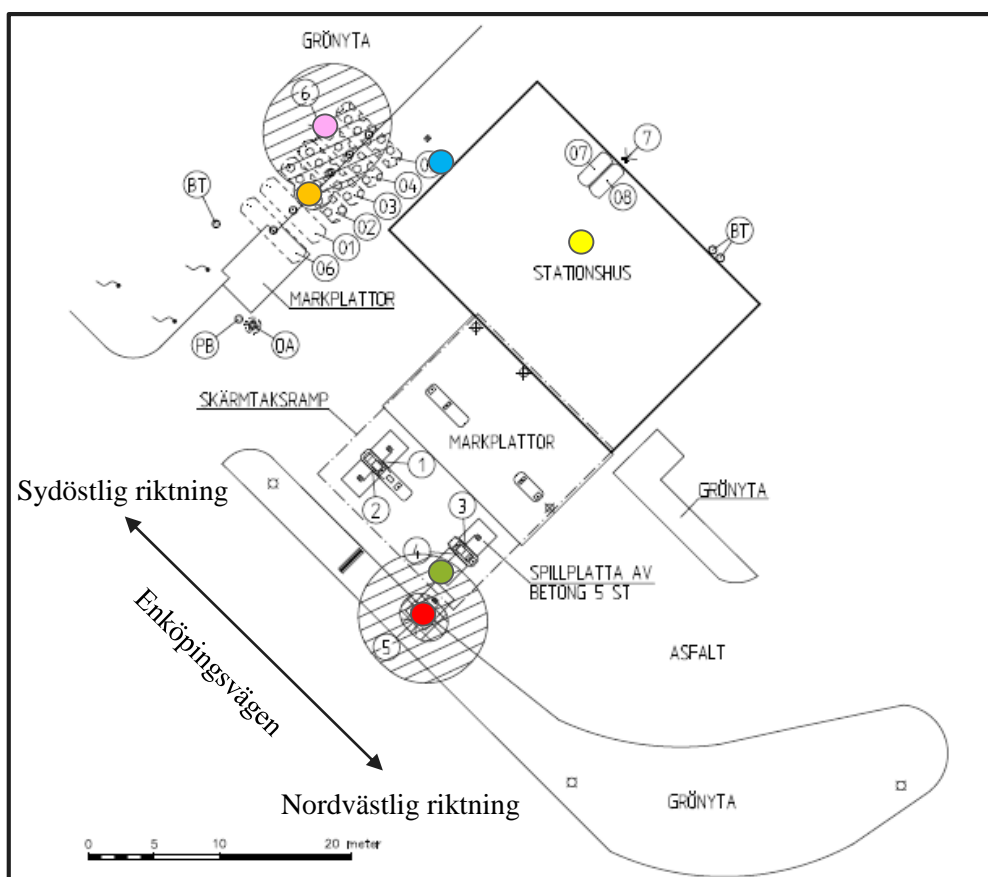 GRÖNYTA
6
7
07
08
0
04
03
02
01
06
BT
BT
STATIONSHUS
MARKPLATTOR
PB
OA
SKÄRMTAKSRAMP
MARKPLATTOR
1
2
3
4
5
GRÖNYTA
Sydöstlig riktning
SPILLPLATTA AV
BETONG 5 ST
Enköpingsvägen
ASFALT
Nordvästlig riktning
GRÖNYTA
0 5 10 20 meter